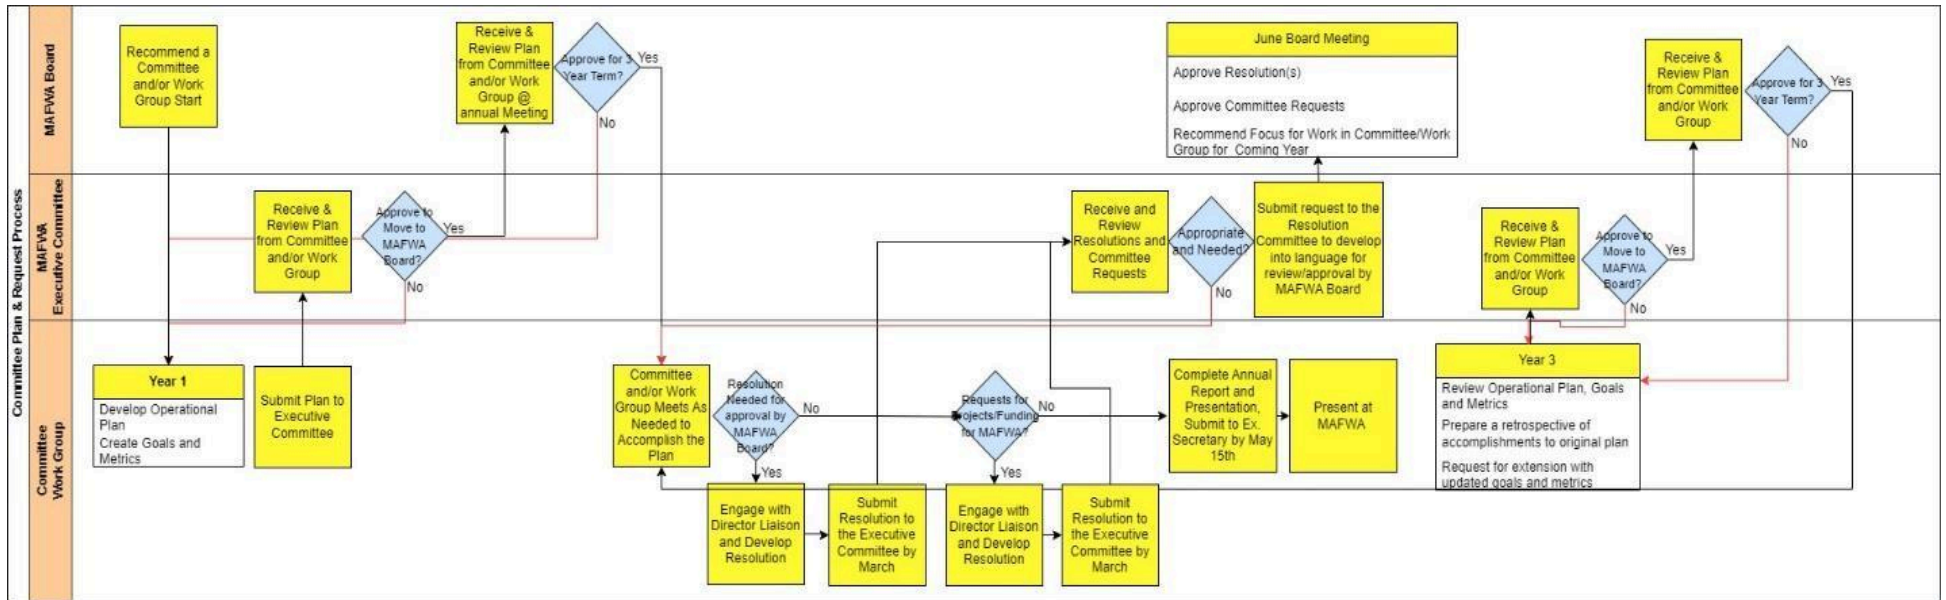 Committee Plan & Request Process
MAFWA Board
Recommend a
Committee
and/or Work
Group Start
Receive &
Review Plan
from Committee
and/or Work
Group @
annual Meeting
Approve for 3
Year Term?
Yes
No
June Board Meeting
Approve Resolution(s)
Approve Committee Requests
Recommend Focus for Work in Committee/Work
Group for Coming Year
Receive &
Review Plan
from Committee
and/or Work
Group
Approve for 3
Year Term?
Yes
No
MAFWA
Executive Committee
Receive &
Review Plan
from Committee
and/or Work
Group
Approve to
Move to
MAFWA
Board?
Yes
No
Receive and
Review
Resolutions and
Committee
Requests
Appropriate
and Needed?
No
Submit request to the
Resolution
Committee to develop
into language for
review/approval by
MAFWA Board
Receive &
Review Plan
from Committee
and/or Work
Group
Approve to
Move to
MAFWA
Board?
Yes
No
Committee
Work Group
Year 1
Develop Operational
Plan
Create Goals and
Metrics
Submit Plan to
Executive
Committee
Committee
and/or Work
Group Meets As
Needed to
Accomplish the
Plan
Resolution
Needed for
approval by
MAFWA
Board?
No
Yes
Engage with
Director Liaison
and Develop
Resolution
Submit
Resolution to
the Executive
Committee by
March
Requests for
Projects/Funding
for MAFWA?
No
Yes
Engage with
Director Liaison
and Develop
Resolution
Submit
Resolution to
the Executive
Committee by
March
Complete Annual
Report and
Presentation,
Submit to Ex.
Secretary by May
15th
Present at
MAFWA
Year 3
Review Operational Plan, Goals
and Metrics
Prepare a retrospective of
accomplishments to original plan
Request for extension with
updated goals and metrics